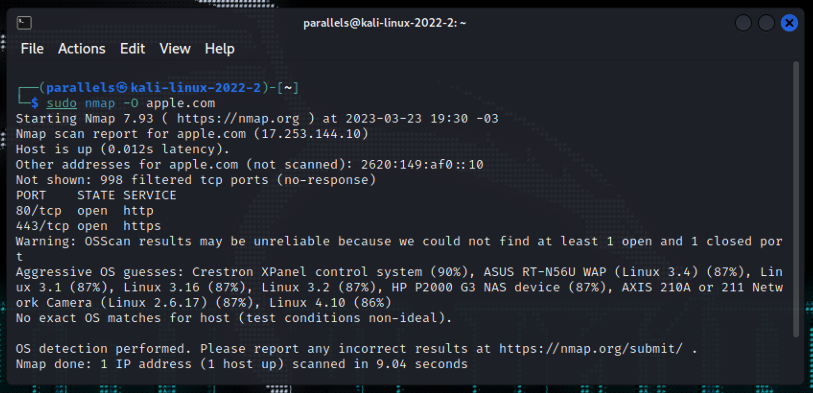 parallels@kali-linux-2022-2: ~
File Actions Edit View Help
┌──(parallels㉿kali-linux-2022-2)-[~]
└─$ sudo nmap -O apple.com
Starting Nmap 7.93 ( https://nmap.org ) at 2023-03-23 19:30 -03
Nmap scan report for apple.com (17.253.144.10)
Host is up (0.012s latency).
Other addresses for apple.com (not scanned): 2620:149:af0::10
Not shown: 998 filtered tcp ports (no-response)
PORT    STATE SERVICE
80/tcp  open  http
443/tcp open  https
Warning: OSScan results may be unreliable because we could not find at least 1 open and 1 closed por
t
Aggressive OS guesses: Crestron XPanel control system (90%), ASUS RT-N56U WAP (Linux 3.4) (87%), Lin
ux 3.1 (87%), Linux 3.16 (87%), Linux 3.2 (87%), HP P2000 G3 NAS device (87%), AXIS 210A or 211 Netw
ork Camera (Linux 2.6.17) (87%), Linux 4.10 (86%)
No exact OS matches for host (test conditions non-ideal).
OS detection performed. Please report any incorrect results at https://nmap.org/submit/ .
Nmap done: 1 IP address (1 host up) scanned in 9.04 seconds